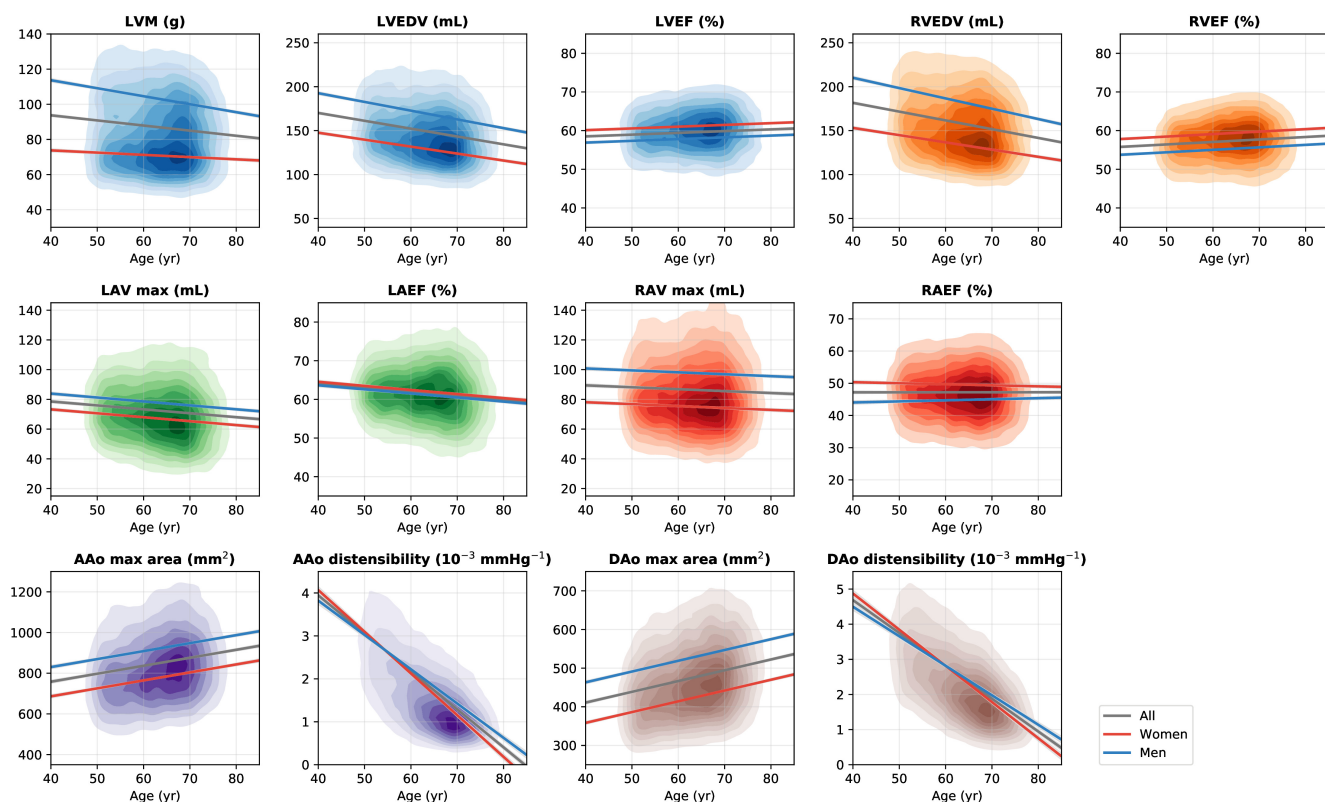 LVM (g)
140
120
100
80
60
40
40 50 60 70 80
Age (yr)
LVEDV (mL)
250
200
150
100
50
40 50 60 70 80
Age (yr)
LVEF (%)
80
70
60
50
40
40 50 60 70 80
Age (yr)
RVEDV (mL)
250
200
150
100
50
40 50 60 70 80
Age (yr)
RVEF (%)
80
70
60
50
40
40 50 60 70 80
Age (yr)
LAV max (mL)
140
120
100
80
60
40
20
40 50 60 70 80
Age (yr)
LAEF (%)
80
70
60
50
40
40 50 60 70 80
Age (yr)
RAV max (mL)
140
120
100
80
60
40
20
40 50 60 70 80
Age (yr)
RAEF (%)
70
60
50
40
30
20
40 50 60 70 80
Age (yr)
AAo max area (mm²)
1200
1000
800
600
400
40 50 60 70 80
Age (yr)
AAo distensibility (10⁻³ mmHg⁻¹)
4
3
2
1
0
40 50 60 70 80
Age (yr)
DAo max area (mm²)
700
600
500
400
300
40 50 60 70 80
Age (yr)
DAo distensibility (10⁻³ mmHg⁻¹)
5
4
3
2
1
0
40 50 60 70 80
Age (yr)
All
Women
Men